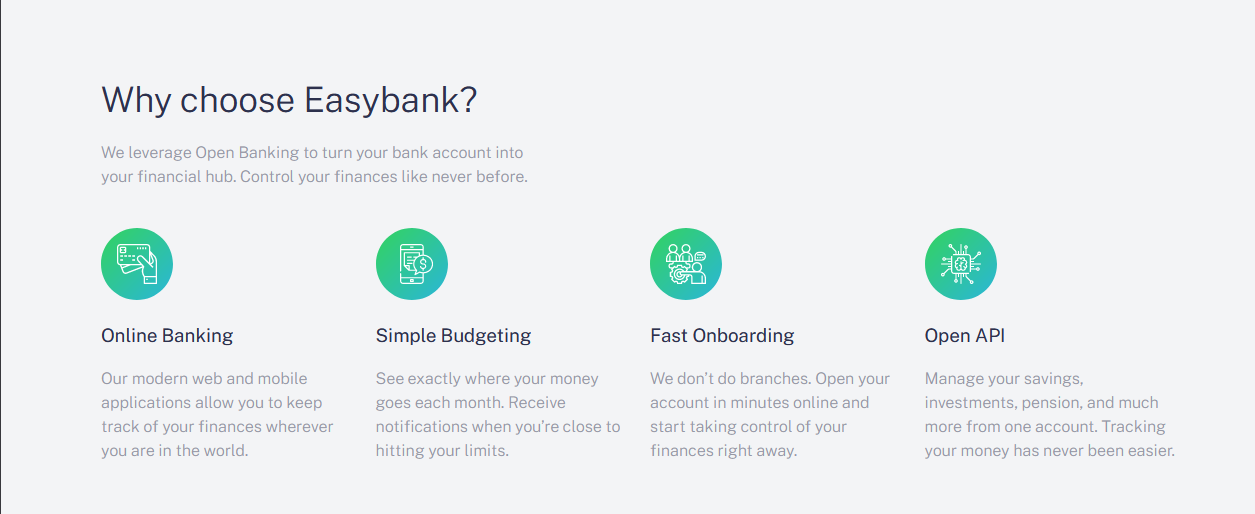 Why choose Easybank?
We leverage Open Banking to turn your bank account into
your financial hub. Control your finances like never before.
Online Banking
Our modern web and mobile
applications allow you to keep
track of your finances wherever
you are in the world.
Simple Budgeting
See exactly where your money
goes each month. Receive
notifications when you’re close to
hitting your limits.
Fast Onboarding
We don’t do branches. Open your
account in minutes online and
start taking control of your
finances right away.
Open API
Manage your savings,
investments, pension, and much
more from one account. Tracking
your money has never been easier.